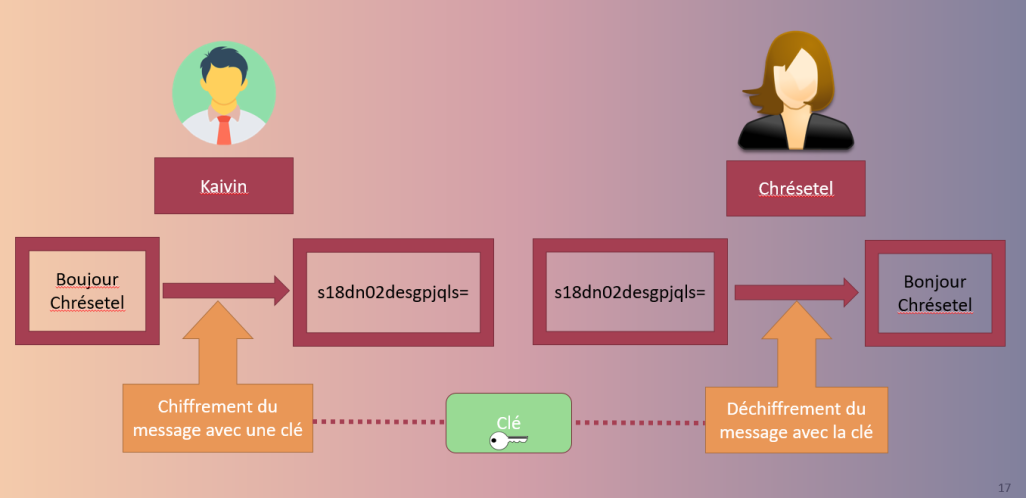 Kaivin
Chrésetel
Boujour
Chrésetel
s18dn02desgpjqls=
s18dn02desgpjqls=
Bonjour
Chrésetel
Chiffrement du
message avec une clé
Clé
Déchiffrement du
message avec la clé
17